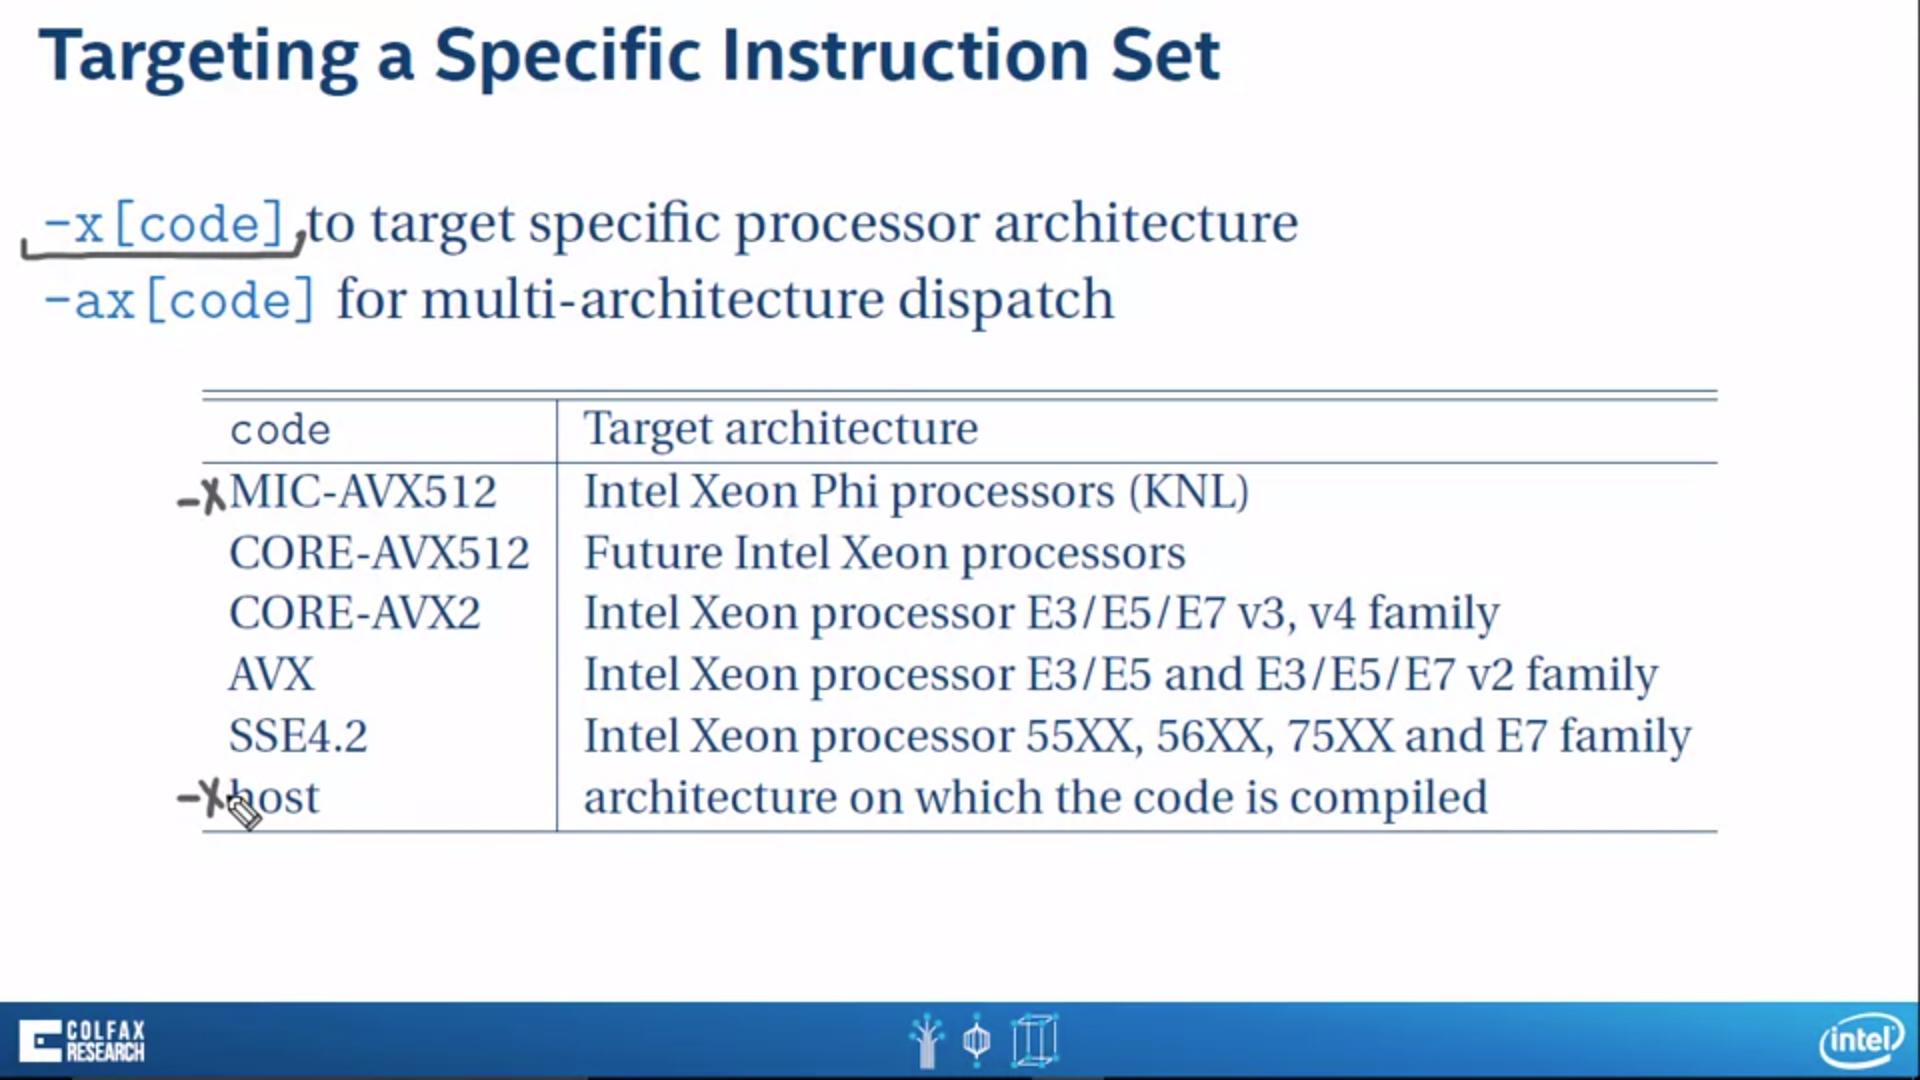 Targeting a Specific Instruction Set
-x[code] to target specific processor architecture
-ax[code] for multi-architecture dispatch
code Target architecture
-x MIC-AVX512 Intel Xeon Phi processors (KNL)
CORE-AVX512 Future Intel Xeon processors
CORE-AVX2 Intel Xeon processor E3/E5/E7 v3, v4 family
AVX Intel Xeon processor E3/E5 and E3/E5/E7 v2 family
SSE4.2 Intel Xeon processor 55XX, 56XX, 75XX and E7 family
-x host architecture on which the code is compiled
COLFAX
RESEARCH
intel